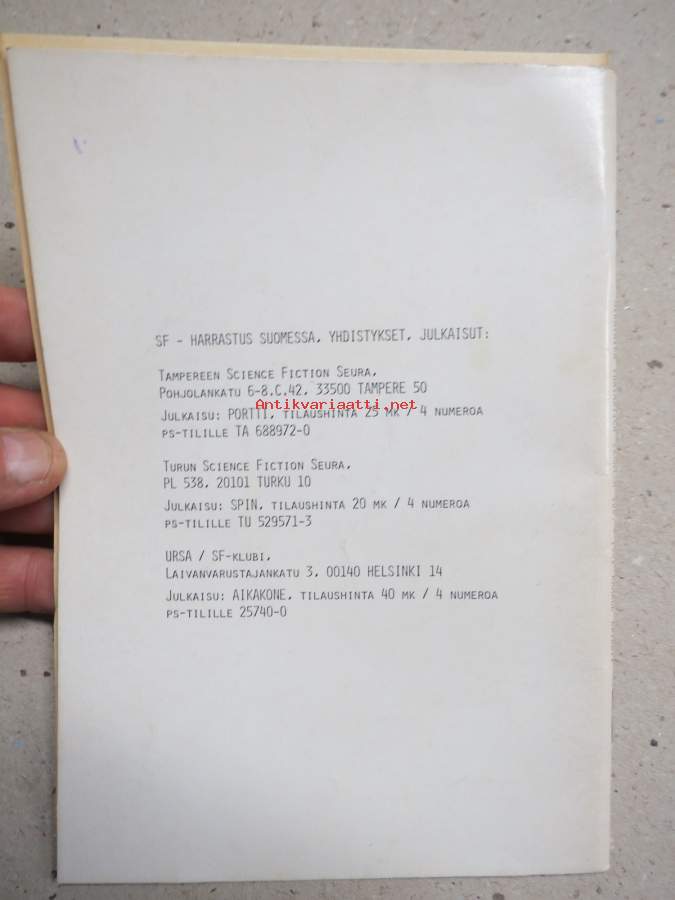 SF - HARRASTUS SUOMESSA, YHDISTYKSET, JULKAISUT:
TAMPEREEN SCIENCE FICTION SEURA,
POHJOLANKATU 6-8.C.42, 33500 TAMPERE 50
Antikvariaatti.net
JULKAISU: PORTTI, TILAUSHINTA 25 MK / 4 NUMEROA
PS-TILILLE TA 688972-0
TURUN SCIENCE FICTION SEURA,
PL 538, 20101 TURKU 10
JULKAISU: SPIN, TILAUSHINTA 20 MK / 4 NUMEROA
PS-TILILLE TU 529571-3
URSA / SF-KLUBI,
LAIVANVARUSTAJANKATU 3, 00140 HELSINKI 14
JULKAISU: AIKAKONE, TILAUSHINTA 40 MK / 4 NUMEROA
PS-TILILLE 25740-0